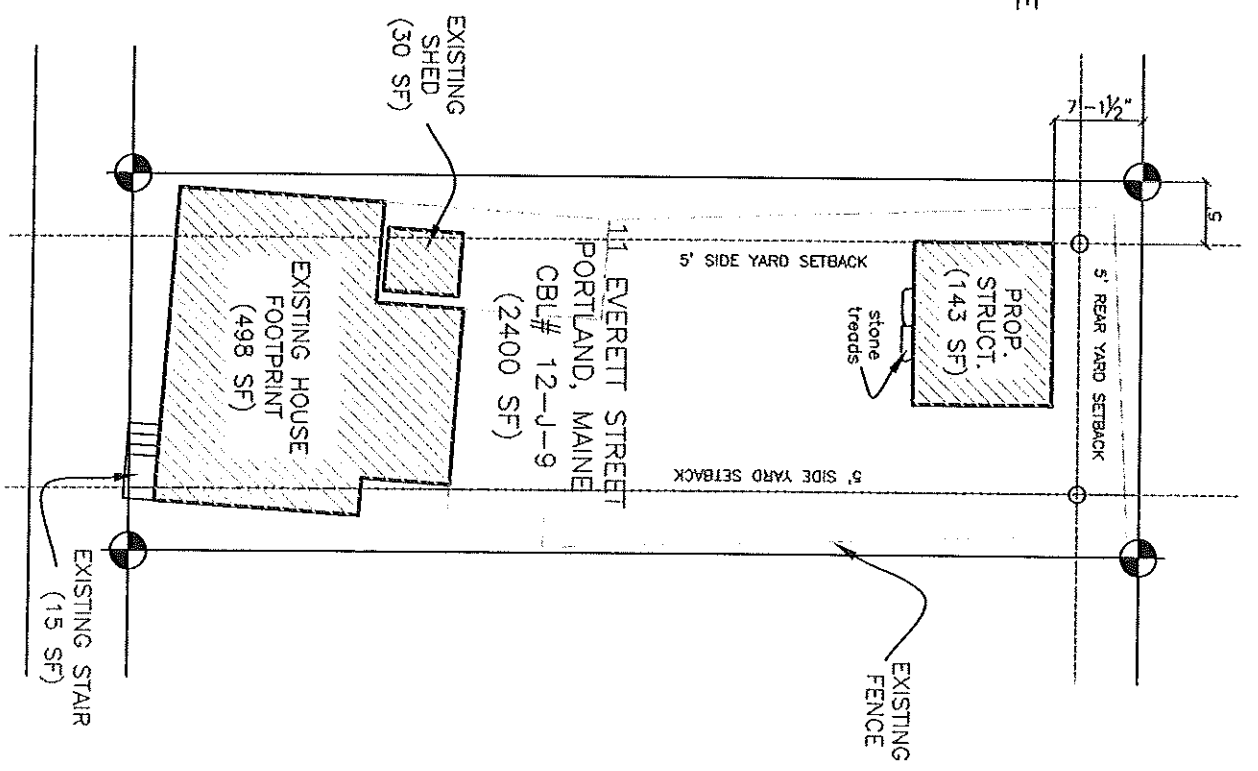 E
7'-1½"
5'
5' REAR YARD SETBACK
PROP.
STRUCT.
(143 SF)
5' SIDE YARD SETBACK
stone
treads
5' SIDE YARD SETBACK
EXISTING
SHED
(30 SF)
11 EVERETT STREET
PORTLAND, MAINE
CBL# 12-J-9
(2400 SF)
EXISTING HOUSE
FOOTPRINT
(498 SF)
EXISTING
FENCE
EXISTING STAIR
(15 SF)